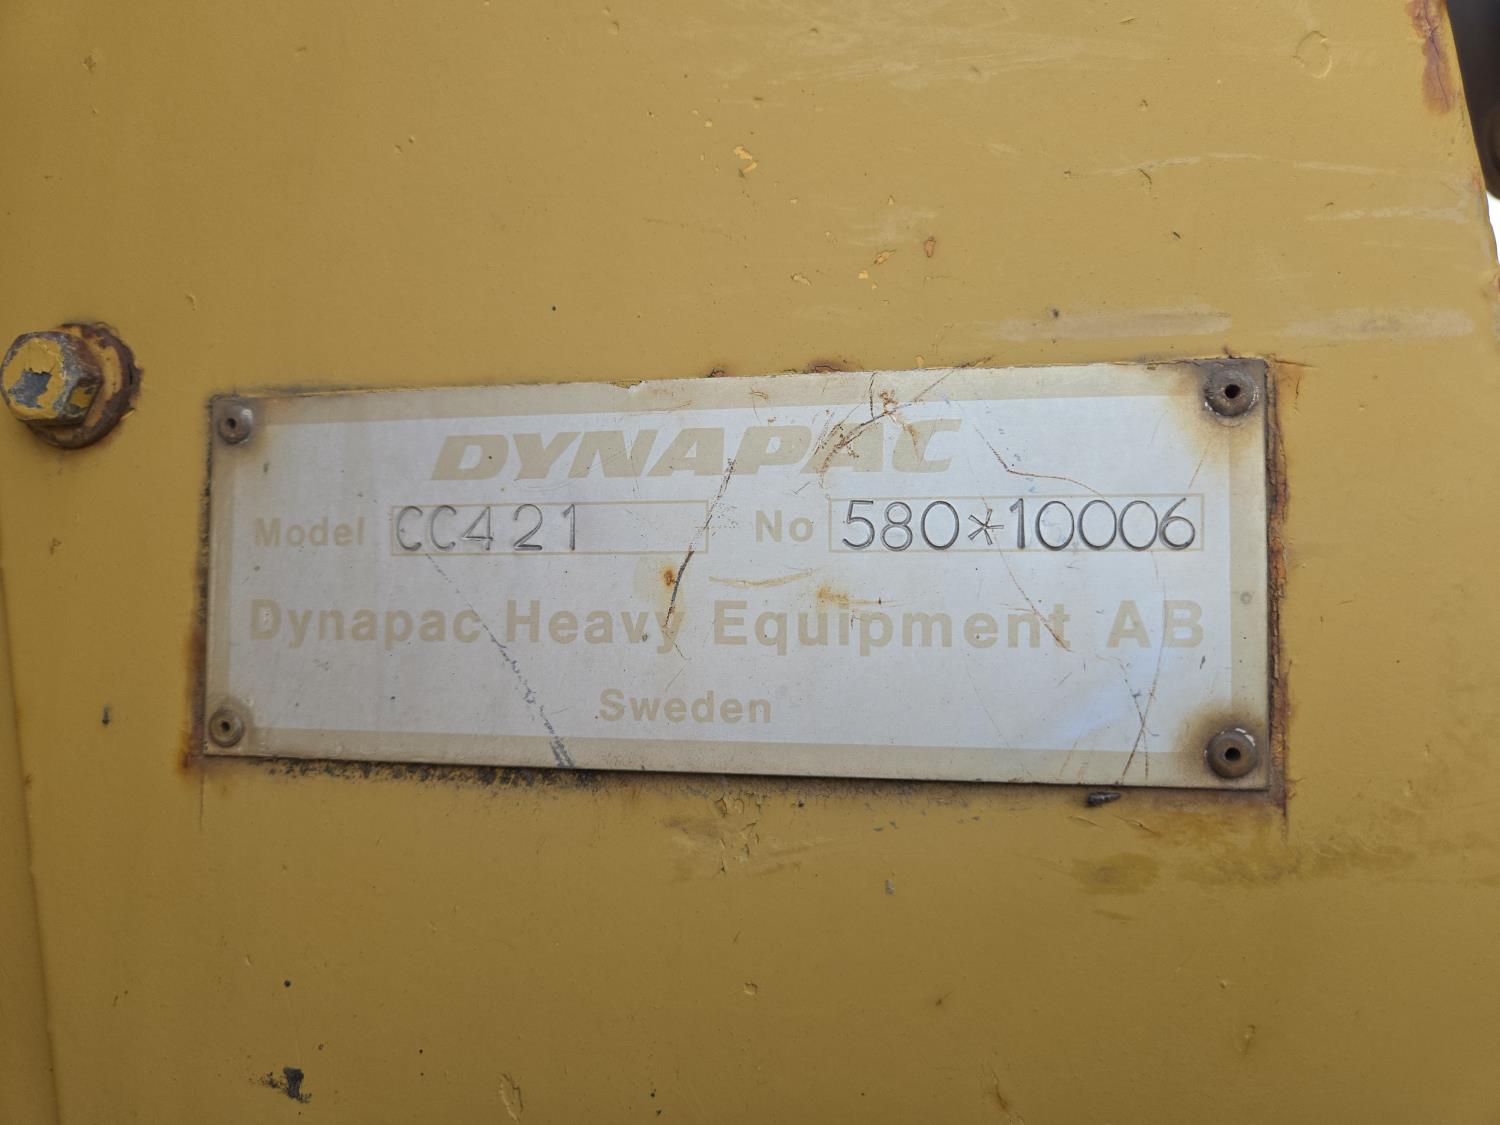 DYNAPAC
Model CC421 No 580*10006
Dynapac Heavy Equipment AB
Sweden